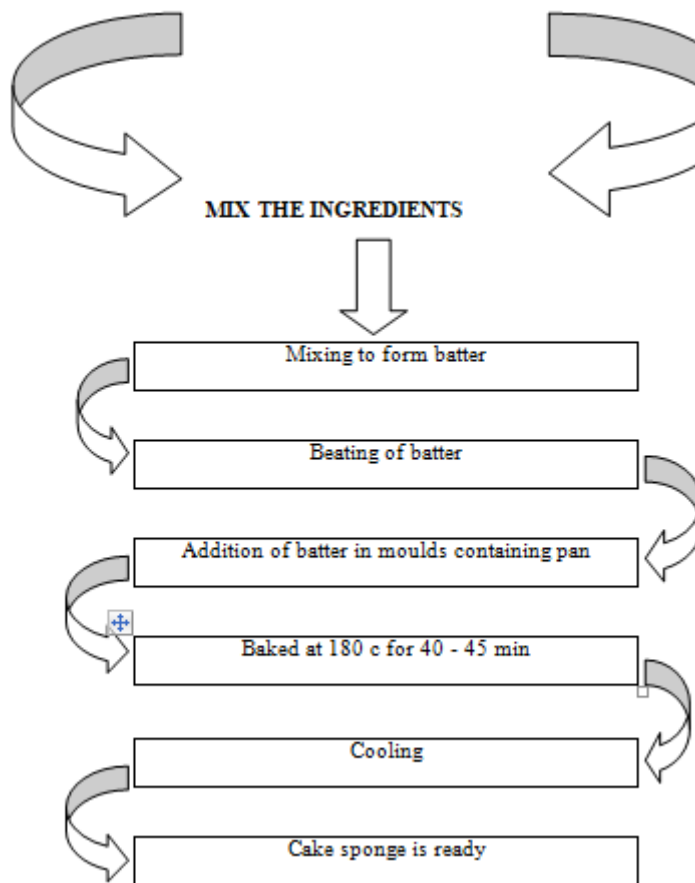 MIX THE INGREDIENTS
Mixing to form batter
Beating of batter
Addition of batter in moulds containing pan
Baked at 180 c for 40 - 45 min
Cooling
Cake sponge is ready